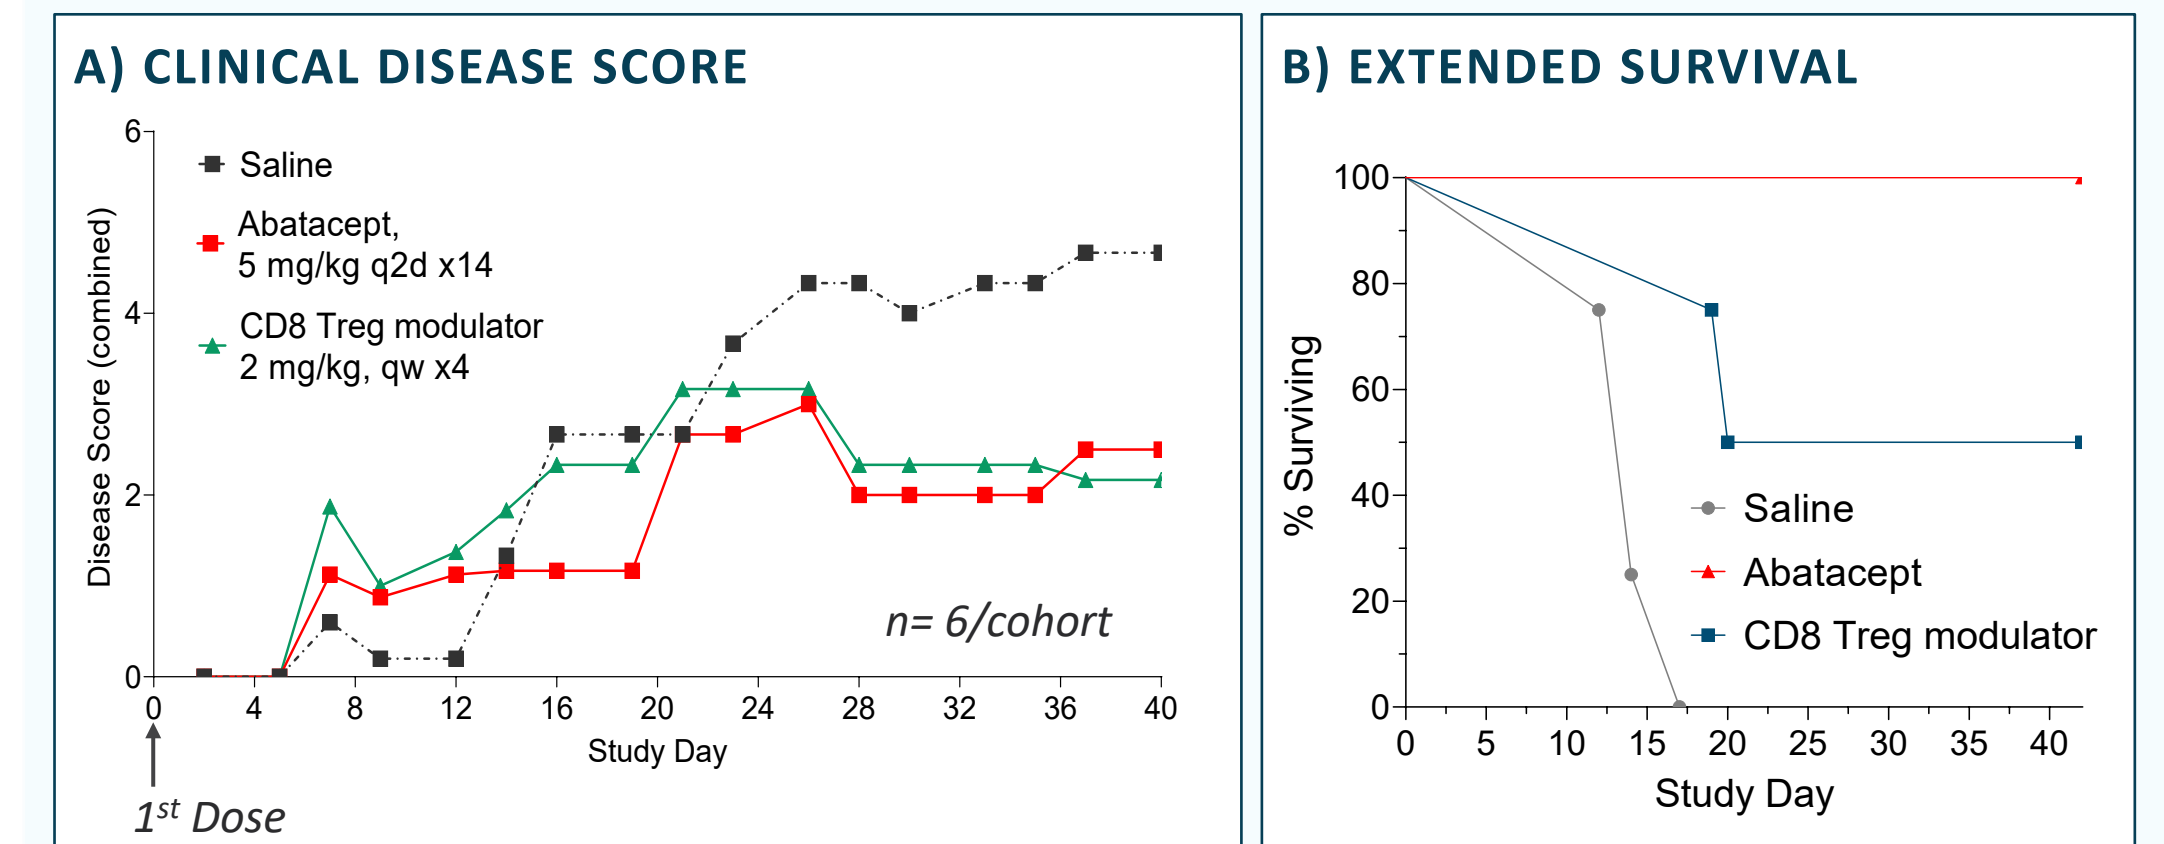 A) CLINICAL DISEASE SCORE
6
4
2
0
Disease Score (combined)
Saline
Abatacept,
5 mg/kg q2d x14
CD8 Treg modulator
2 mg/kg, qw x4
n= 6/cohort
0 4 8 12 16 20 24 28 32 36 40
Study Day
1st Dose
B) EXTENDED SURVIVAL
100
80
60
40
20
0
% Surviving
Saline
Abatacept
CD8 Treg modulator
0 5 10 15 20 25 30 35 40
Study Day